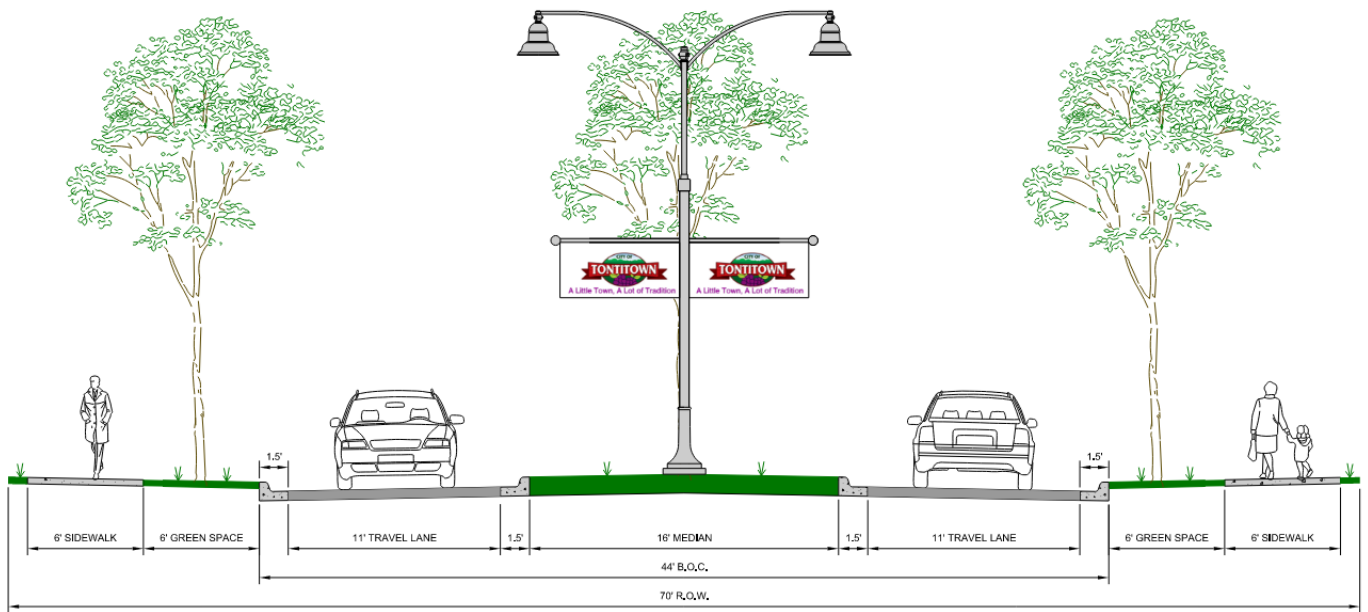 CITY OF
TONTITOWN
A Little Town, A Lot of Tradition
CITY OF
TONTITOWN
A Little Town, A Lot of Tradition
1.5'
1.5'
6' SIDEWALK
6' GREEN SPACE
11' TRAVEL LANE
1.5'
16' MEDIAN
1.5'
11' TRAVEL LANE
6' GREEN SPACE
6' SIDEWALK
44' B.O.C.
70' R.O.W.